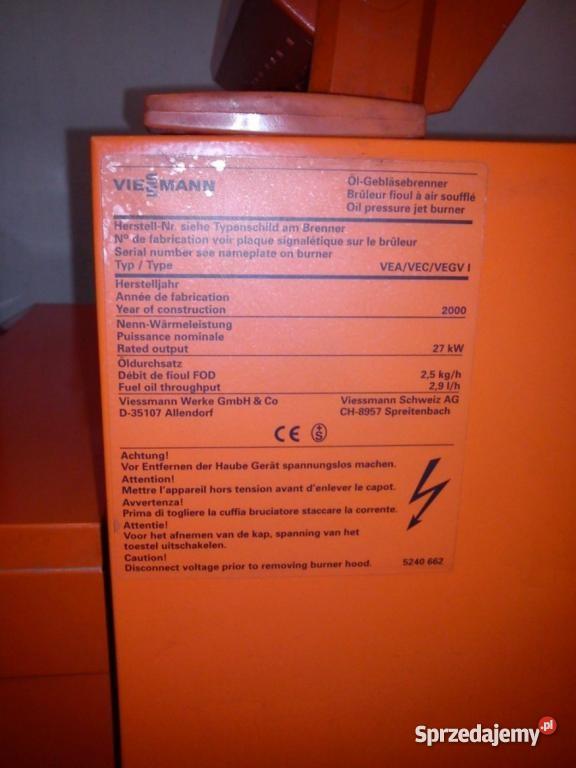 VIESSMANN
Öl-Gebläsebrenner
Brûleur fioul à air soufflé
Oil pressure jet burner
Herstell-Nr. siehe Typenschild am Brenner
N° de fabrication voir plaque signalétique sur le brûleur
Serial number see nameplate on burner
Typ / Type VEA/VEC/VEGV I
Herstelljahr
Année de fabrication
Year of construction 2000
Nenn-Wärmeleistung
Puissance nominale
Rated output 27 kW
Öldurchsatz
Débit de fioul FOD 2,5 kg/h
Fuel oil throughput 2,9 l/h
Viessmann Werke GmbH & Co Viessmann Schweiz AG
D-35107 Allendorf CH-8957 Spreitenbach
CE S
Achtung!
Vor Entfernen der Haube Gerät spannungslos machen.
Attention!
Mettre l'appareil hors tension avant d'enlever le capot.
Avvertenza!
Prima di togliere la cuffia bruciatore staccare la corrente.
Attentie!
Voor het afnemen van de kap, spanning van het
toestel uitschakelen.
Caution!
Disconnect voltage prior to removing burner hood. 5240 662
Sprzedajemy.pl